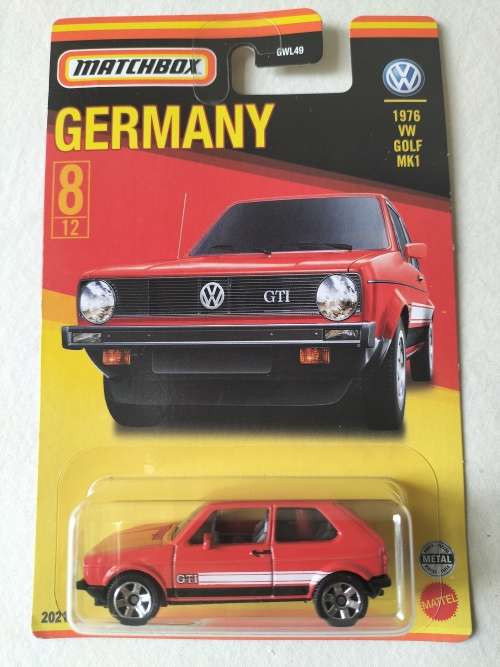 GWL49
MATCHBOX
GERMANY
8
12
1976
VW
GOLF
MK1
GTI
GTI
2021
METAL
MATTEL